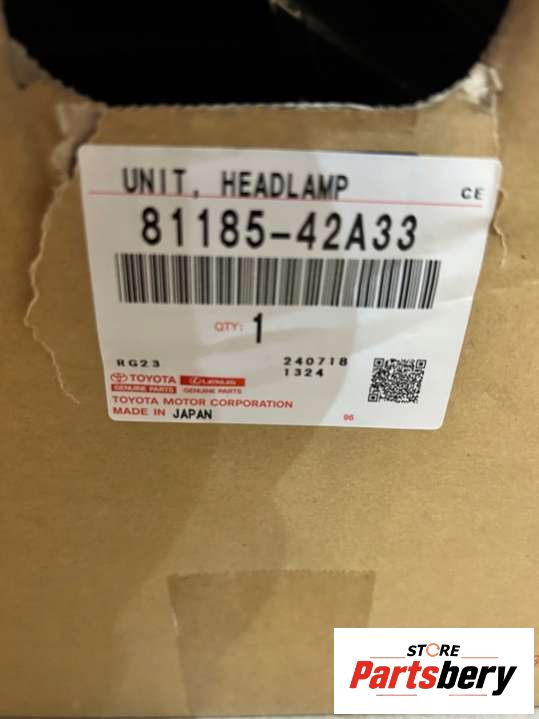 UNIT, HEADLAMP
CE
81185-42A33
QTY: 1
RG23 240718
1324
TOYOTA LEXUS
GENUINE PARTS GENUINE PARTS
TOYOTA MOTOR CORPORATION
MADE IN JAPAN
96
STORE
Partsbery